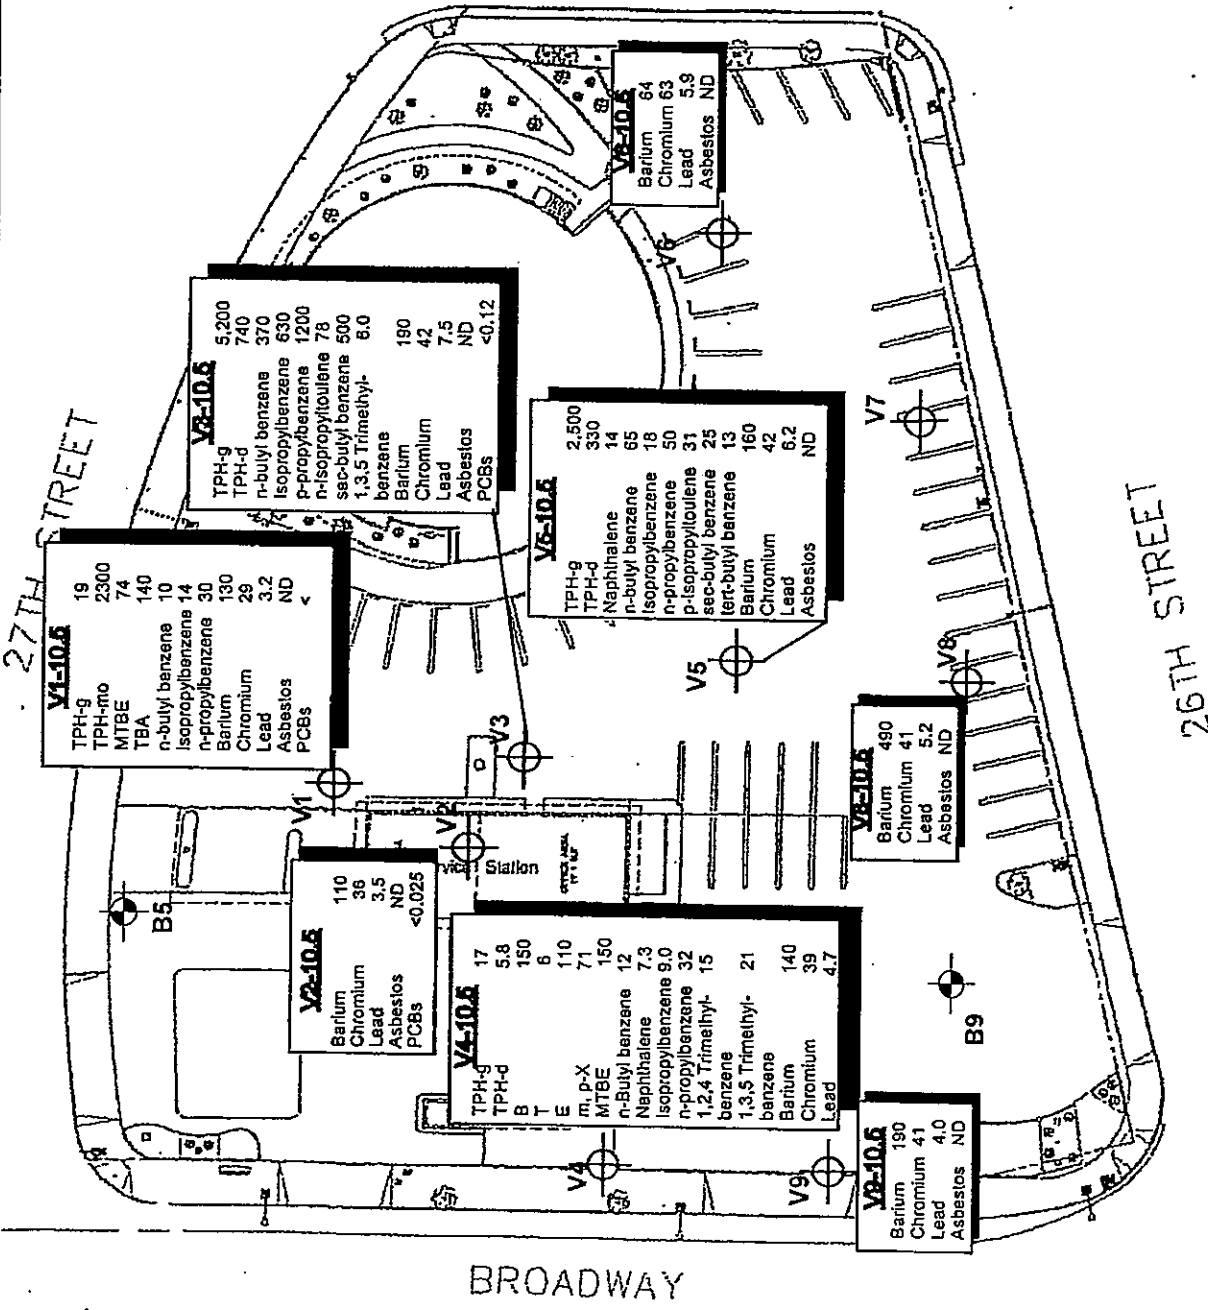 27TH STREET
V1-10.5
TPH-g 19
TPH-mo 2300
MTBE 74
TBA 140
n-butyl benzene 10
Isopropylbenzene 14
n-propylbenzene 30
Barium 130
Chromium 29
Lead 3.2
Asbestos ND
PCBs <
V3-10.5
TPH-g 5,200
TPH-d 740
n-butyl benzene 370
Isopropylbenzene 630
p-propylbenzene 1200
n-Isopropyltoulene 78
sec-butyl benzene 500
1,3,5 Trimethyl- 6.0
benzene
Barium 190
Chromium 42
Lead 7.5
Asbestos ND
PCBs <0.12
V6-10.5
Barium 64
Chromium 63
Lead 5.9
Asbestos ND
V5-10.5
TPH-g 2,500
TPH-d 330
Naphthalene 14
n-butyl benzene 65
Isopropylbenzene 18
n-propylbenzene 50
p-Isopropyltoulene 31
sec-butyl benzene 25
tert-butyl benzene 13
Barium 160
Chromium 42
Lead 6.2
Asbestos ND
V2-10.5
Barium 110
Chromium 36
Lead 3.5
Asbestos ND
PCBs <0.025
V4-10.5
TPH-g 17
TPH-d 5.8
B 150
T 6
E 110
m, p-X 71
MTBE 150
n-Butyl benzene 12
Naphthalene 7.3
Isopropylbenzene 9.0
n-propylbenzene 32
1,2,4 Trimethyl- 15
benzene
1,3,5 Trimethyl- 21
benzene
Barium 140
Chromium 39
Lead 4.7
V8-10.5
Barium 490
Chromium 41
Lead 5.2
Asbestos ND
V9-10.5
Barium 190
Chromium 41
Lead 4.0
Asbestos ND
V1
V2
V3
V4
V5
V6
V7
V8
V9
B5
B9
Station
OFFICE AREA
BROADWAY
26TH STREET